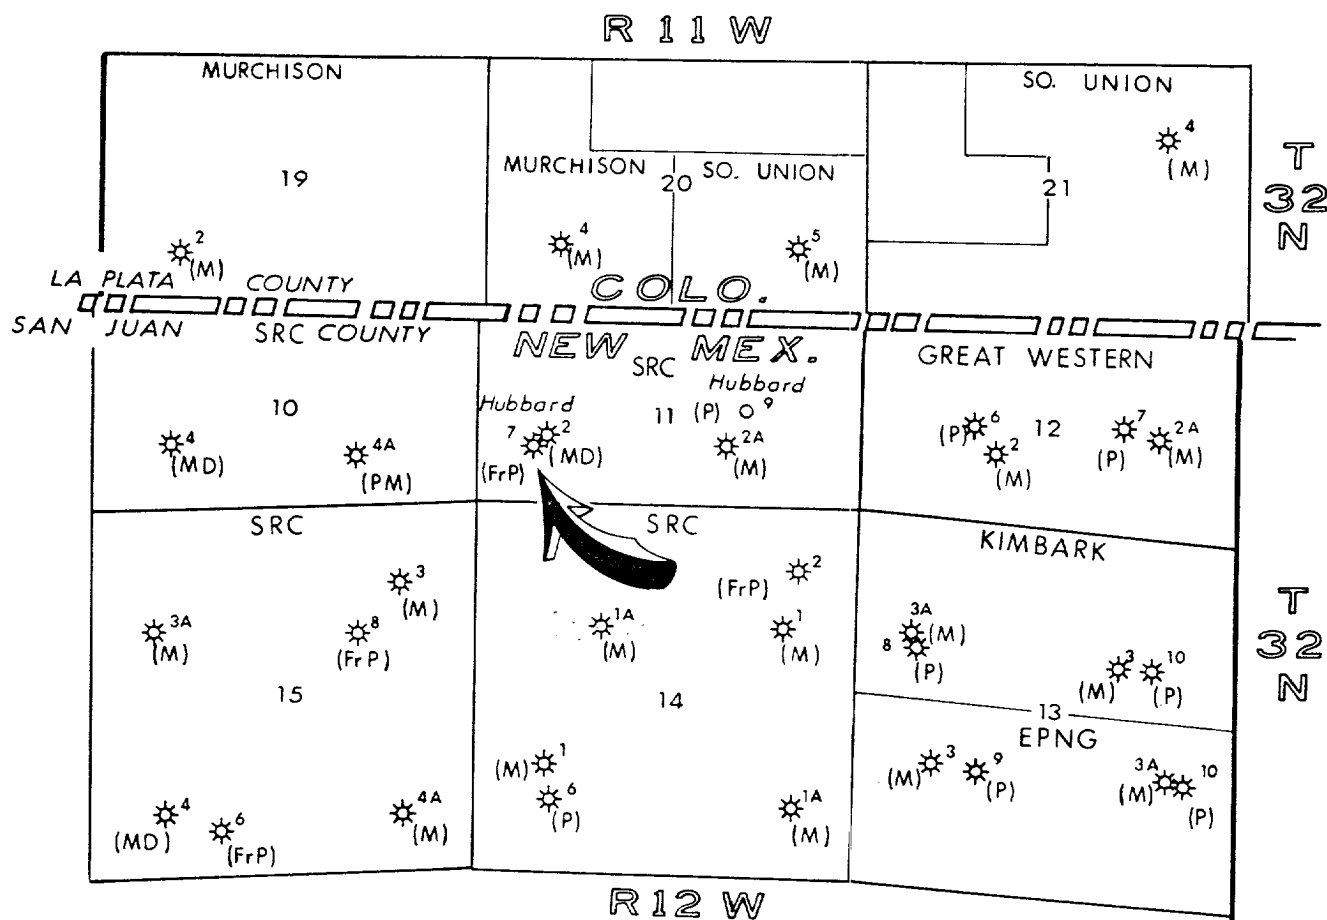 R 11 W
MURCHISON
SO. UNION
4
(M)
T
32
N
MURCHISON
SO. UNION
19
20
21
2
(M)
4
(M)
5
(M)
LA PLATA COUNTY
COLO.
SAN JUAN
SRC COUNTY
NEW MEX.
SRC
GREAT WESTERN
10
4
(MD)
4A
(PM)
Hubbard
7
2
(FrP)
(MD)
11
Hubbard
(P)
9
2A
(M)
12
6
(P)
2
(M)
7
(P)
2A
(M)
SRC
3
(M)
3A
(M)
8
(FrP)
15
4
(MD)
6
(FrP)
4A
(M)
SRC
2
(FrP)
1A
(M)
1
(M)
14
1
(M)
6
(P)
1A
(M)
KIMBARK
3A
(M)
8
(P)
3
(M)
10
(P)
13
EPNG
3
(M)
9
(P)
3A
(M)
10
(P)
T
32
N
R 12 W